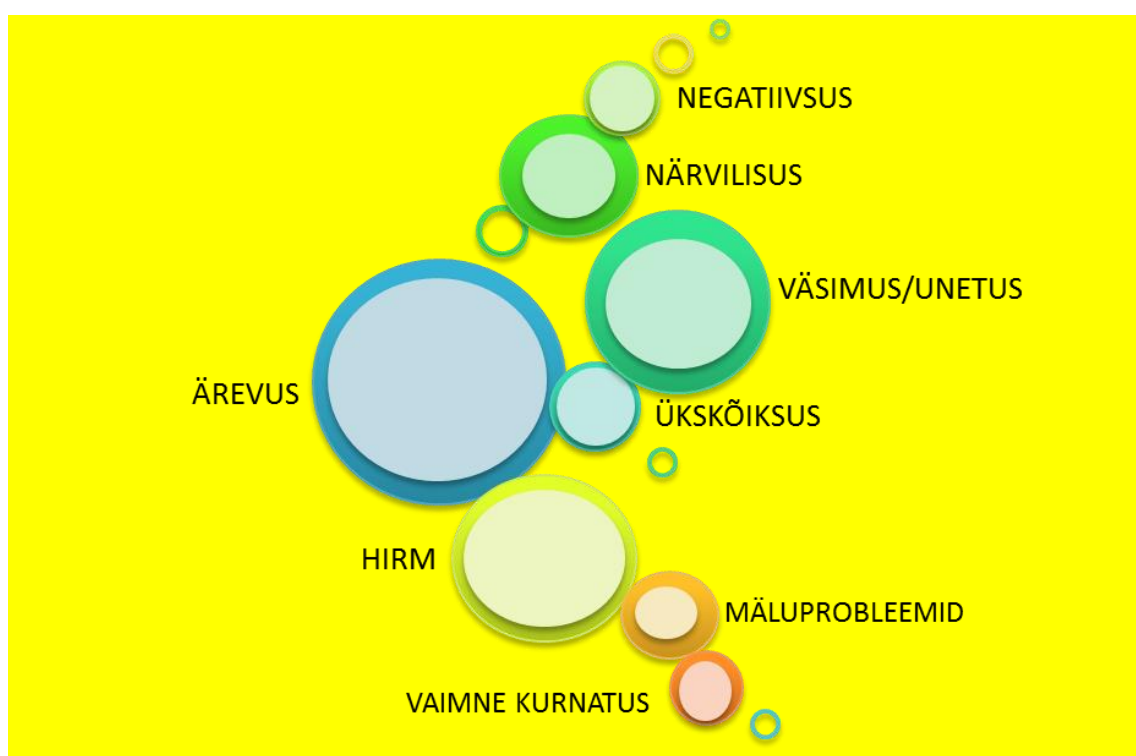 NEGATIIVSUS
NÄRVILISUS
VÄSIMUS/UNETUS
ÄREVUS
ÜKSKÕIKSUS
HIRM
MÄLUPROBLEEMID
VAIMNE KURNATUS